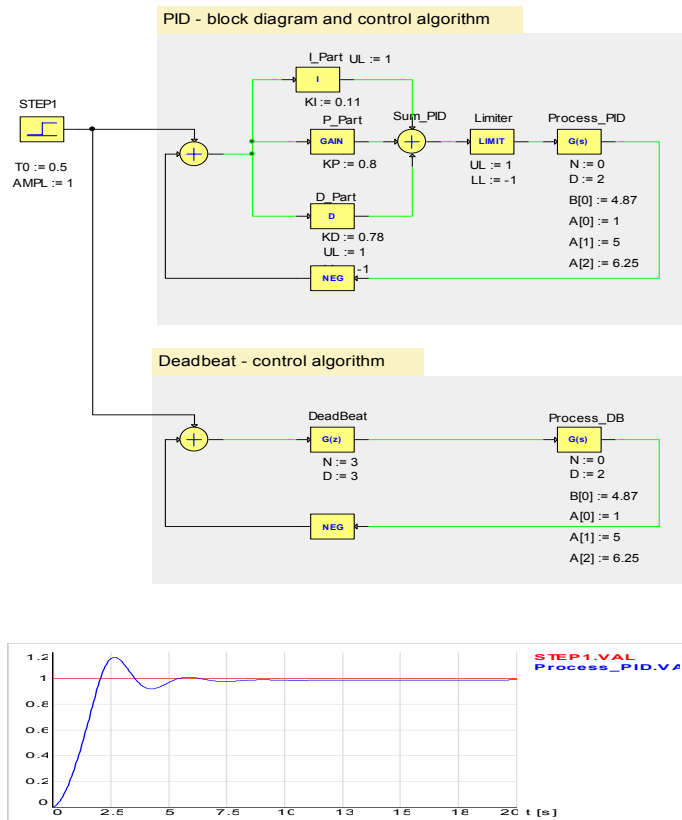 PID - block diagram and control algorithm
I_Part UL := 1
I
KI := 0.11
STEP1
T0 := 0.5
AMPL := 1
P_Part
GAIN
KP := 0.8
Sum_PID
Limiter
LIMIT
UL := 1
LL := -1
Process_PID
G(s)
N := 0
D := 2
B[0] := 4.87
A[0] := 1
A[1] := 5
A[2] := 6.25
D_Part
D
KD := 0.78
UL := 1
-1
NEG
Deadbeat - control algorithm
DeadBeat
G(z)
N := 3
D := 3
Process_DB
G(s)
N := 0
D := 2
B[0] := 4.87
A[0] := 1
A[1] := 5
A[2] := 6.25
NEG
STEP1.VAL
Process_PID.VA
1.2
1
0.8
0.6
0.4
0.2
0
0 2.5 5 7.5 10 13 15 18 20 t [s]